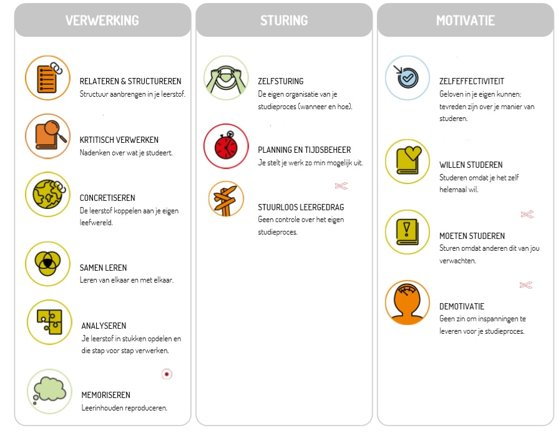 VERWERKING
RELATEREN & STRUCTUREREN
Structuur aanbrengen in je leerstof.
KRTITISCH VERWERKEN
Nadenken over wat je studeert.
CONCRETISEREN
De leerstof koppelen aan je eigen
leefwereld.
SAMEN LEREN
Leren van elkaar en met elkaar.
ANALYSEREN
Je leerstof in stukken opdelen en
die stap voor stap verwerken.
MEMORISEREN
Leerinhouden reproduceren.
STURING
ZELFSTURING
De eigen organisatie van je
studieproces (wanneer en hoe).
PLANNING EN TIJDSBEHEER
Je stelt je werk zo min mogelijk uit.
STUURLOOS LEERGEDRAG
Geen controle over het eigen
studieproces.
MOTIVATIE
ZELFEFFECTIVITEIT
Geloven in je eigen kunnen;
tevreden zijn over je manier van
studeren.
WILLEN STUDEREN
Studeren omdat je het zelf
helemaal wil.
MOETEN STUDEREN
Sturen omdat anderen dit van jou
verwachten.
DEMOTIVATIE
Geen zin om inspanningen te
leveren voor je studieproces.